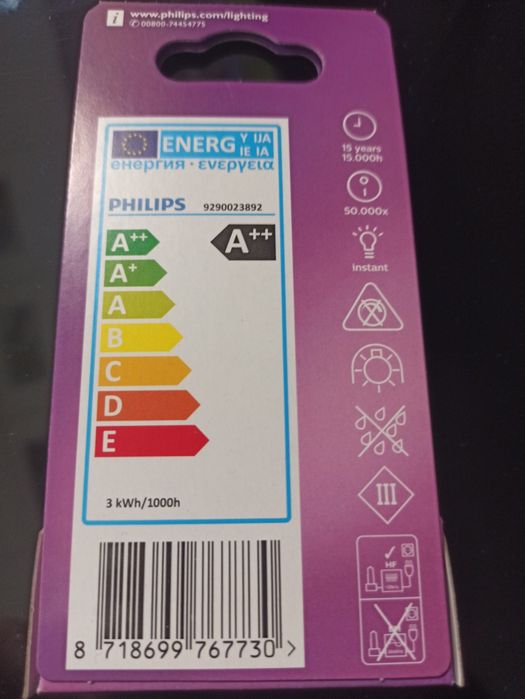 i www.philips.com/lighting
✆ 00800-74454775
ENERG Y IJA
IE IA
енергия · ενεργεια
PHILIPS 9290023892
A++ A++
A+
A
B
C
D
E
3 kWh/1000h
15 years
15.000h
50.000x
instant
III
HF
8 718699 767730 >